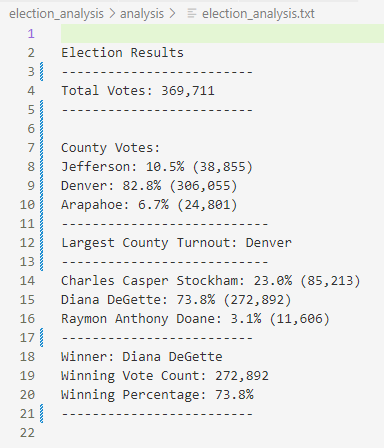 election_analysis > analysis > election_analysis.txt
1
2 Election Results
3 -------------------------
4 Total Votes: 369,711
5 -------------------------
6
7 County Votes:
8 Jefferson: 10.5% (38,855)
9 Denver: 82.8% (306,055)
10 Arapahoe: 6.7% (24,801)
11 ---------------------------
12 Largest County Turnout: Denver
13 ---------------------------
14 Charles Casper Stockham: 23.0% (85,213)
15 Diana DeGette: 73.8% (272,892)
16 Raymon Anthony Doane: 3.1% (11,606)
17 -------------------------
18 Winner: Diana DeGette
19 Winning Vote Count: 272,892
20 Winning Percentage: 73.8%
21 -------------------------
22